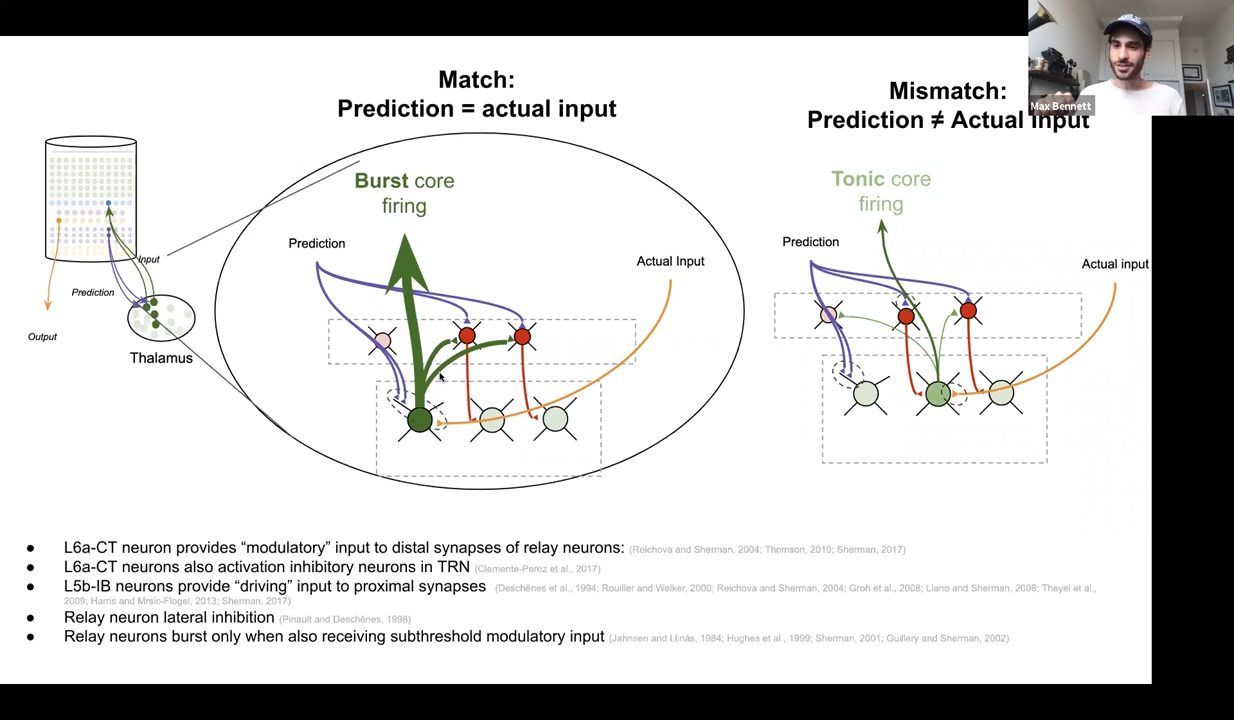 Match:
Prediction = actual input
Mismatch:
Prediction ≠ Actual input
Max Bennett
Burst core
firing
Tonic core
firing
Prediction
Actual Input
Prediction
Actual input
Input
Prediction
Output
Thalamus
● L6a-CT neuron provides “modulatory” input to distal synapses of relay neurons: (Reichova and Sherman, 2004; Thomson, 2010; Sherman, 2017)
● L6a-CT neurons also activation inhibitory neurons in TRN (Clemente-Perez et al., 2017)
● L5b-IB neurons provide “driving” input to proximal synapses (Deschênes et al., 1994; Rouiller and Welker, 2000; Reichova and Sherman, 2004; Groh et al., 2008; Llano and Sherman, 2008; Theyel et al.,
2009; Harris and Mrsic-Flogel, 2013; Sherman, 2017)
● Relay neuron lateral inhibition (Pinault and Deschênes, 1998)
● Relay neurons burst only when also receiving subthreshold modulatory input (Jahnsen and Llinás, 1984; Hughes et al., 1999; Sherman, 2001; Guillery and Sherman, 2002)